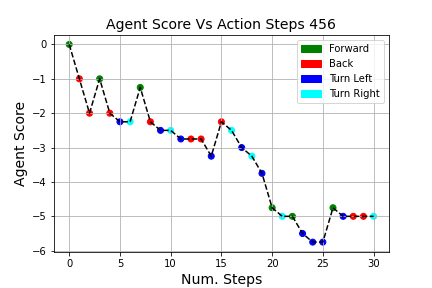 Agent Score Vs Action Steps 456
Forward
Back
Turn Left
Turn Right
Agent Score
0
−1
−2
−3
−4
−5
−6
0 5 10 15 20 25 30
Num. Steps